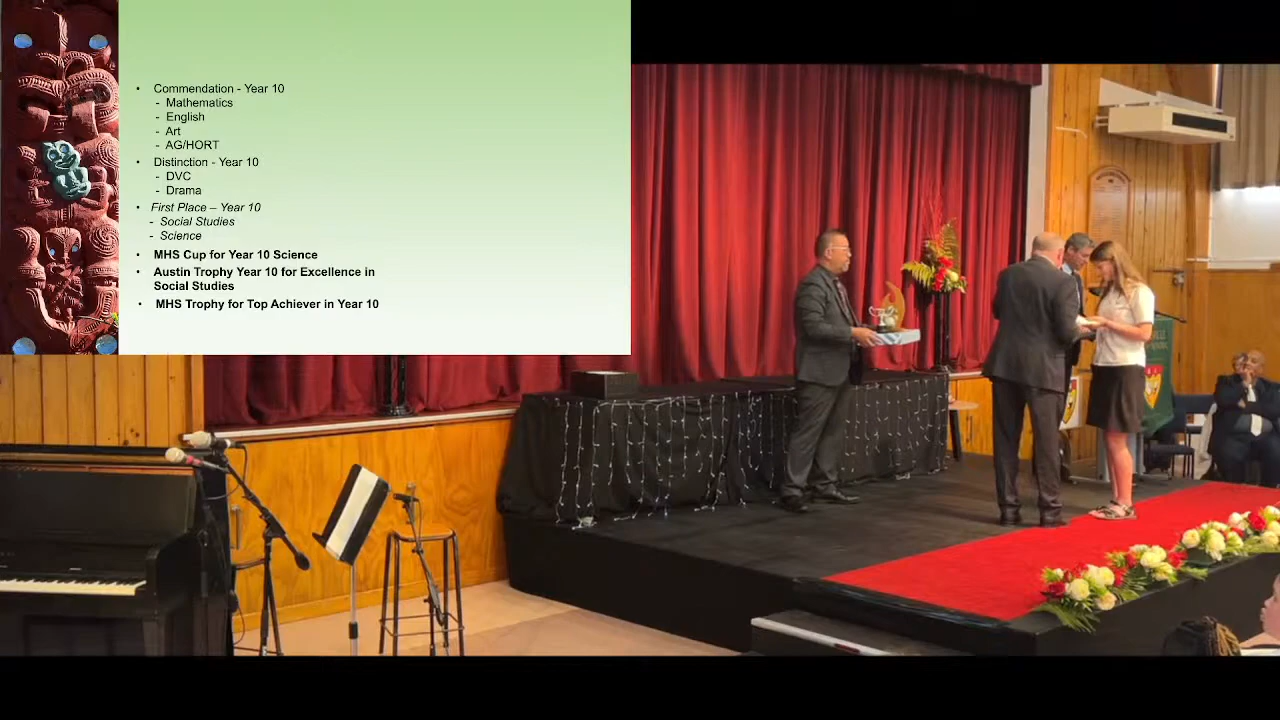 • Commendation - Year 10
- Mathematics
- English
- Art
- AG/HORT
• Distinction - Year 10
- DVC
- Drama
• First Place – Year 10
- Social Studies
- Science
• MHS Cup for Year 10 Science
• Austin Trophy Year 10 for Excellence in
Social Studies
• MHS Trophy for Top Achiever in Year 10